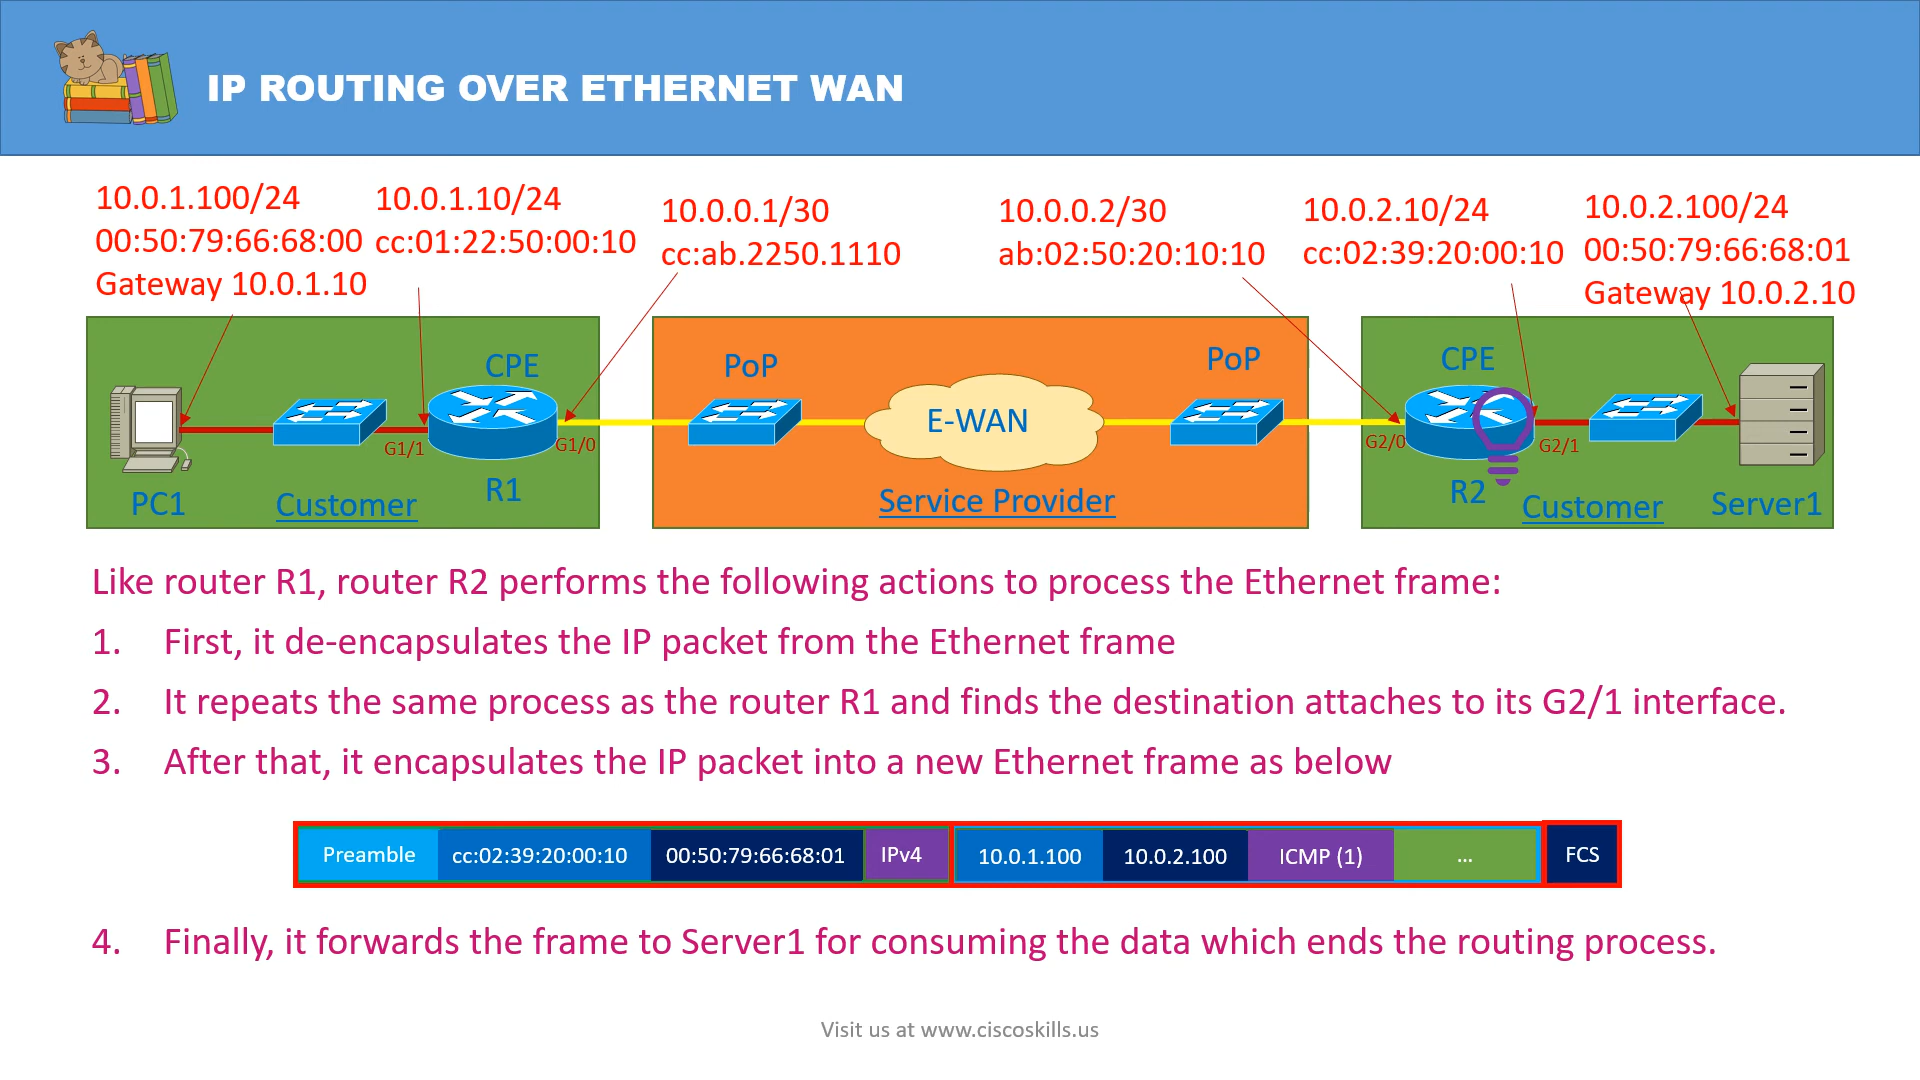 IP ROUTING OVER ETHERNET WAN
10.0.1.100/24
00:50:79:66:68:00
Gateway 10.0.1.10
10.0.1.10/24
cc:01:22:50:00:10
10.0.0.1/30
cc:ab.2250.1110
10.0.0.2/30
ab:02:50:20:10:10
10.0.2.10/24
cc:02:39:20:00:10
10.0.2.100/24
00:50:79:66:68:01
Gateway 10.0.2.10
CPE
G1/1
G1/0
PC1
Customer
R1
PoP
E-WAN
PoP
Service Provider
CPE
G2/0
G2/1
R2
Customer
Server1
Like router R1, router R2 performs the following actions to process the Ethernet frame:
1. First, it de-encapsulates the IP packet from the Ethernet frame
2. It repeats the same process as the router R1 and finds the destination attaches to its G2/1 interface.
3. After that, it encapsulates the IP packet into a new Ethernet frame as below
Preamble cc:02:39:20:00:10 00:50:79:66:68:01 IPv4 10.0.1.100 10.0.2.100 ICMP (1) ... FCS
4. Finally, it forwards the frame to Server1 for consuming the data which ends the routing process.
Visit us at www.ciscoskills.us